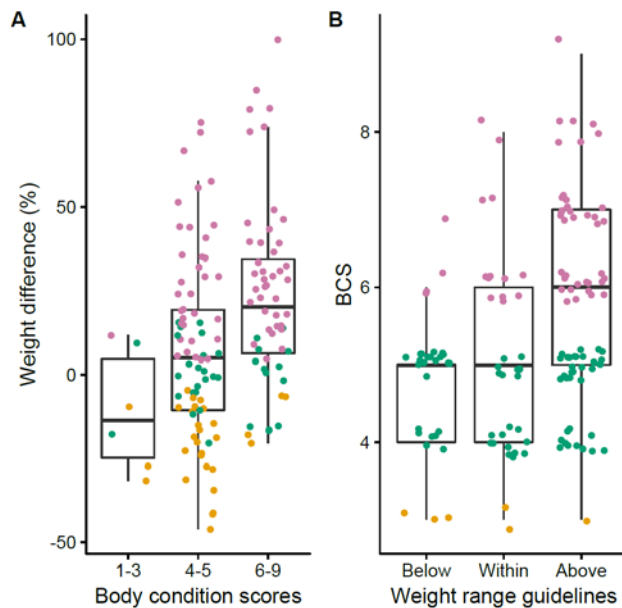 A
Weight difference (%)
100
50
0
-50
1-3 4-5 6-9
Body condition scores
B
BCS
8
6
4
Below Within Above
Weight range guidelines